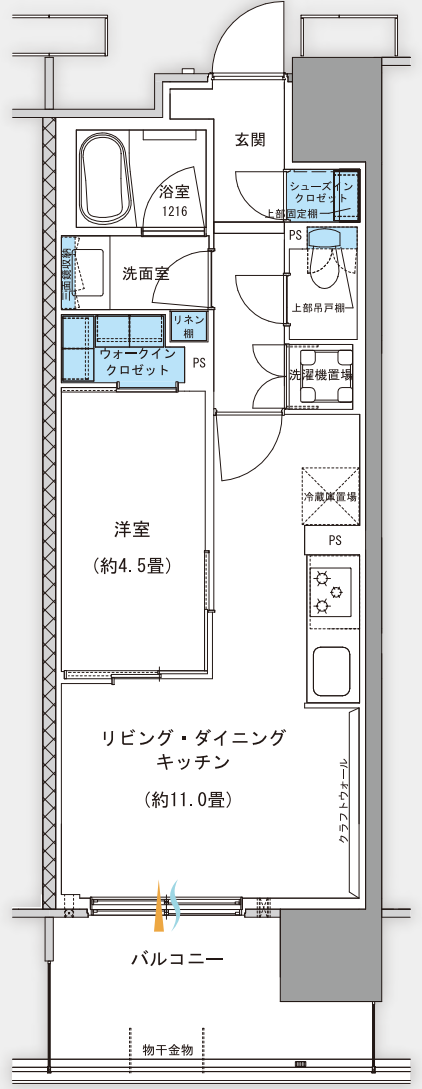 玄関
浴室
1216
シューズイン
クロゼット
上部固定棚
PS
三面鏡収納
洗面室
上部吊戸棚
リネン
棚
ウォークイン
クロゼット
PS
洗濯機置場
冷蔵庫置場
洋室
(約4.5畳)
PS
リビング・ダイニング
キッチン
(約11.0畳)
クラフトウォール
バルコニー
物干金物